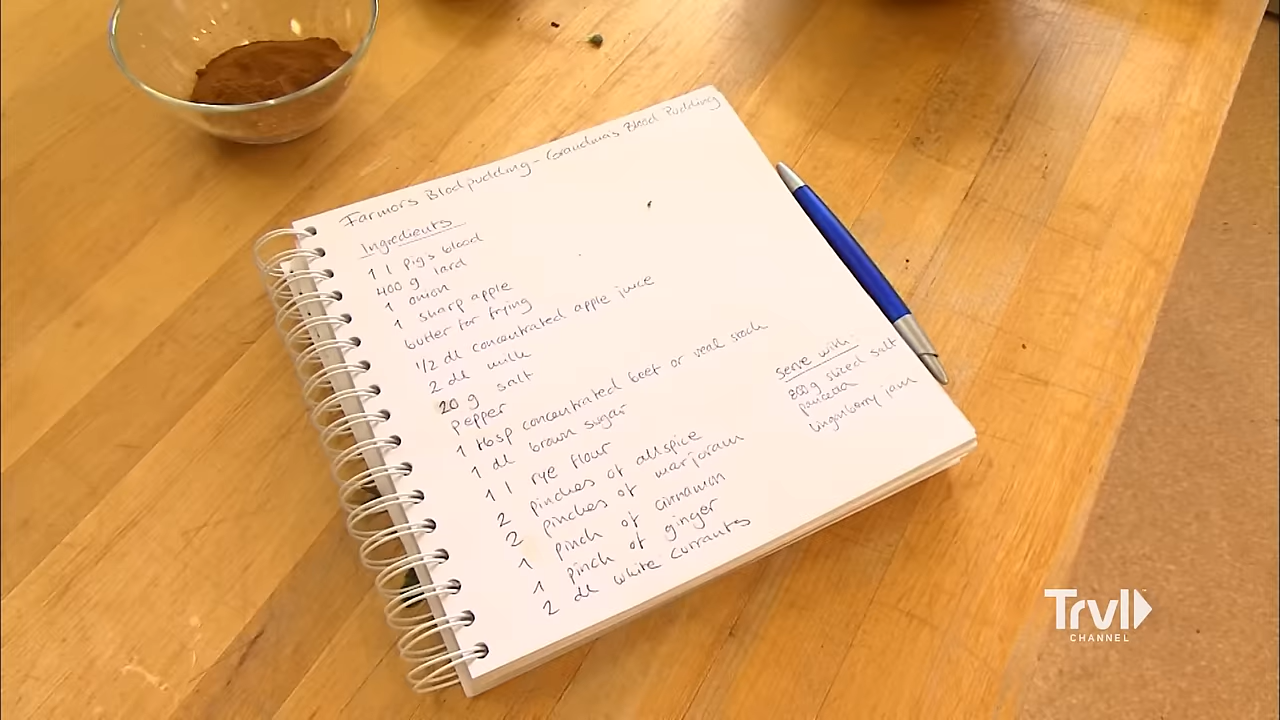 Farmors Blodpudding - Grandma's Blood Pudding
Ingredients
1 l pigs blood
400 g lard
1 onion
1 sharp apple
butter for frying
1/2 dl concentrated apple juice
2 dl milk
20 g salt
Pepper
1 tbsp concentrated beef or veal stock
1 dl brown sugar
1 l rye flour
2 pinches of allspice
2 pinches of marjoram
1 pinch of cinnamon
1 pinch of ginger
2 dl white currants
Serve with:
800g sliced salt
pancetta
lingonberry jam
Trvl
CHANNEL